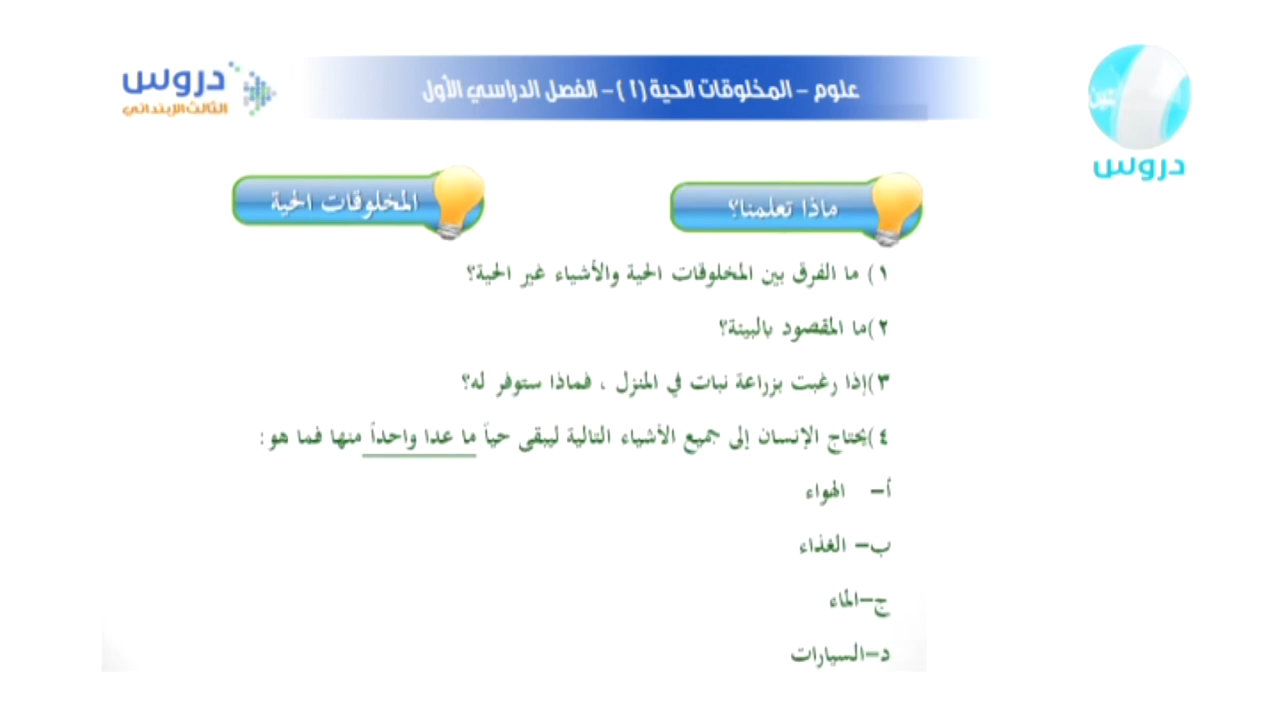 دروس
الثالث الابتدائي
علوم – المخلوقات الحية (١) – الفصل الدراسي الأول
دروس
ماذا تعلمنا؟
المخلوقات الحية
١) ما الفرق بين المخلوقات الحية والأشياء غير الحية؟
٢)ما المقصود بالبيئة؟
٣)إذا رغبت بزراعة نبات في المنزل ، فماذا ستوفر له؟
٤)يحتاج الإنسان إلى جميع الأشياء التالية ليبقى حياً ما عدا واحداً منها فما هو:
أ– الهواء
ب– الغذاء
ج–الماء
د–السيارات